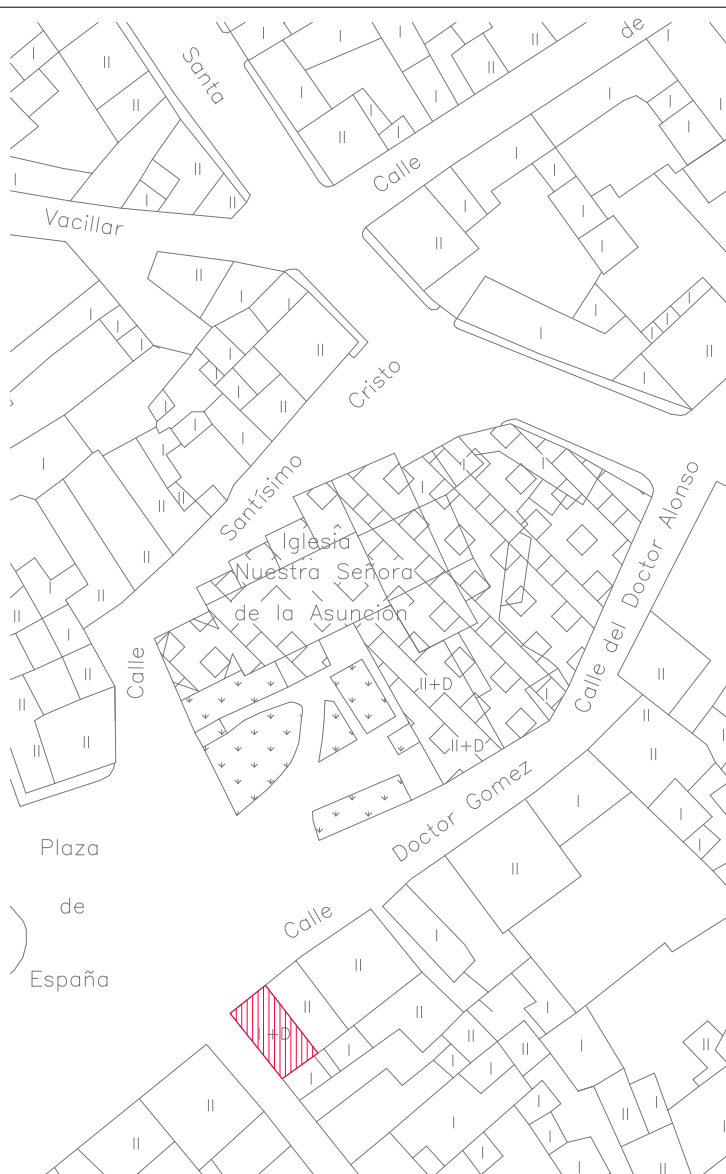 Santa
de
Calle
Vacillar
Cristo
Santísimo
Calle
Iglesia
Nuestra Señora
de la Asunción
Calle del Doctor Alonso
II+D
II+D
Doctor Gomez
Calle
Plaza
de
España
I+D